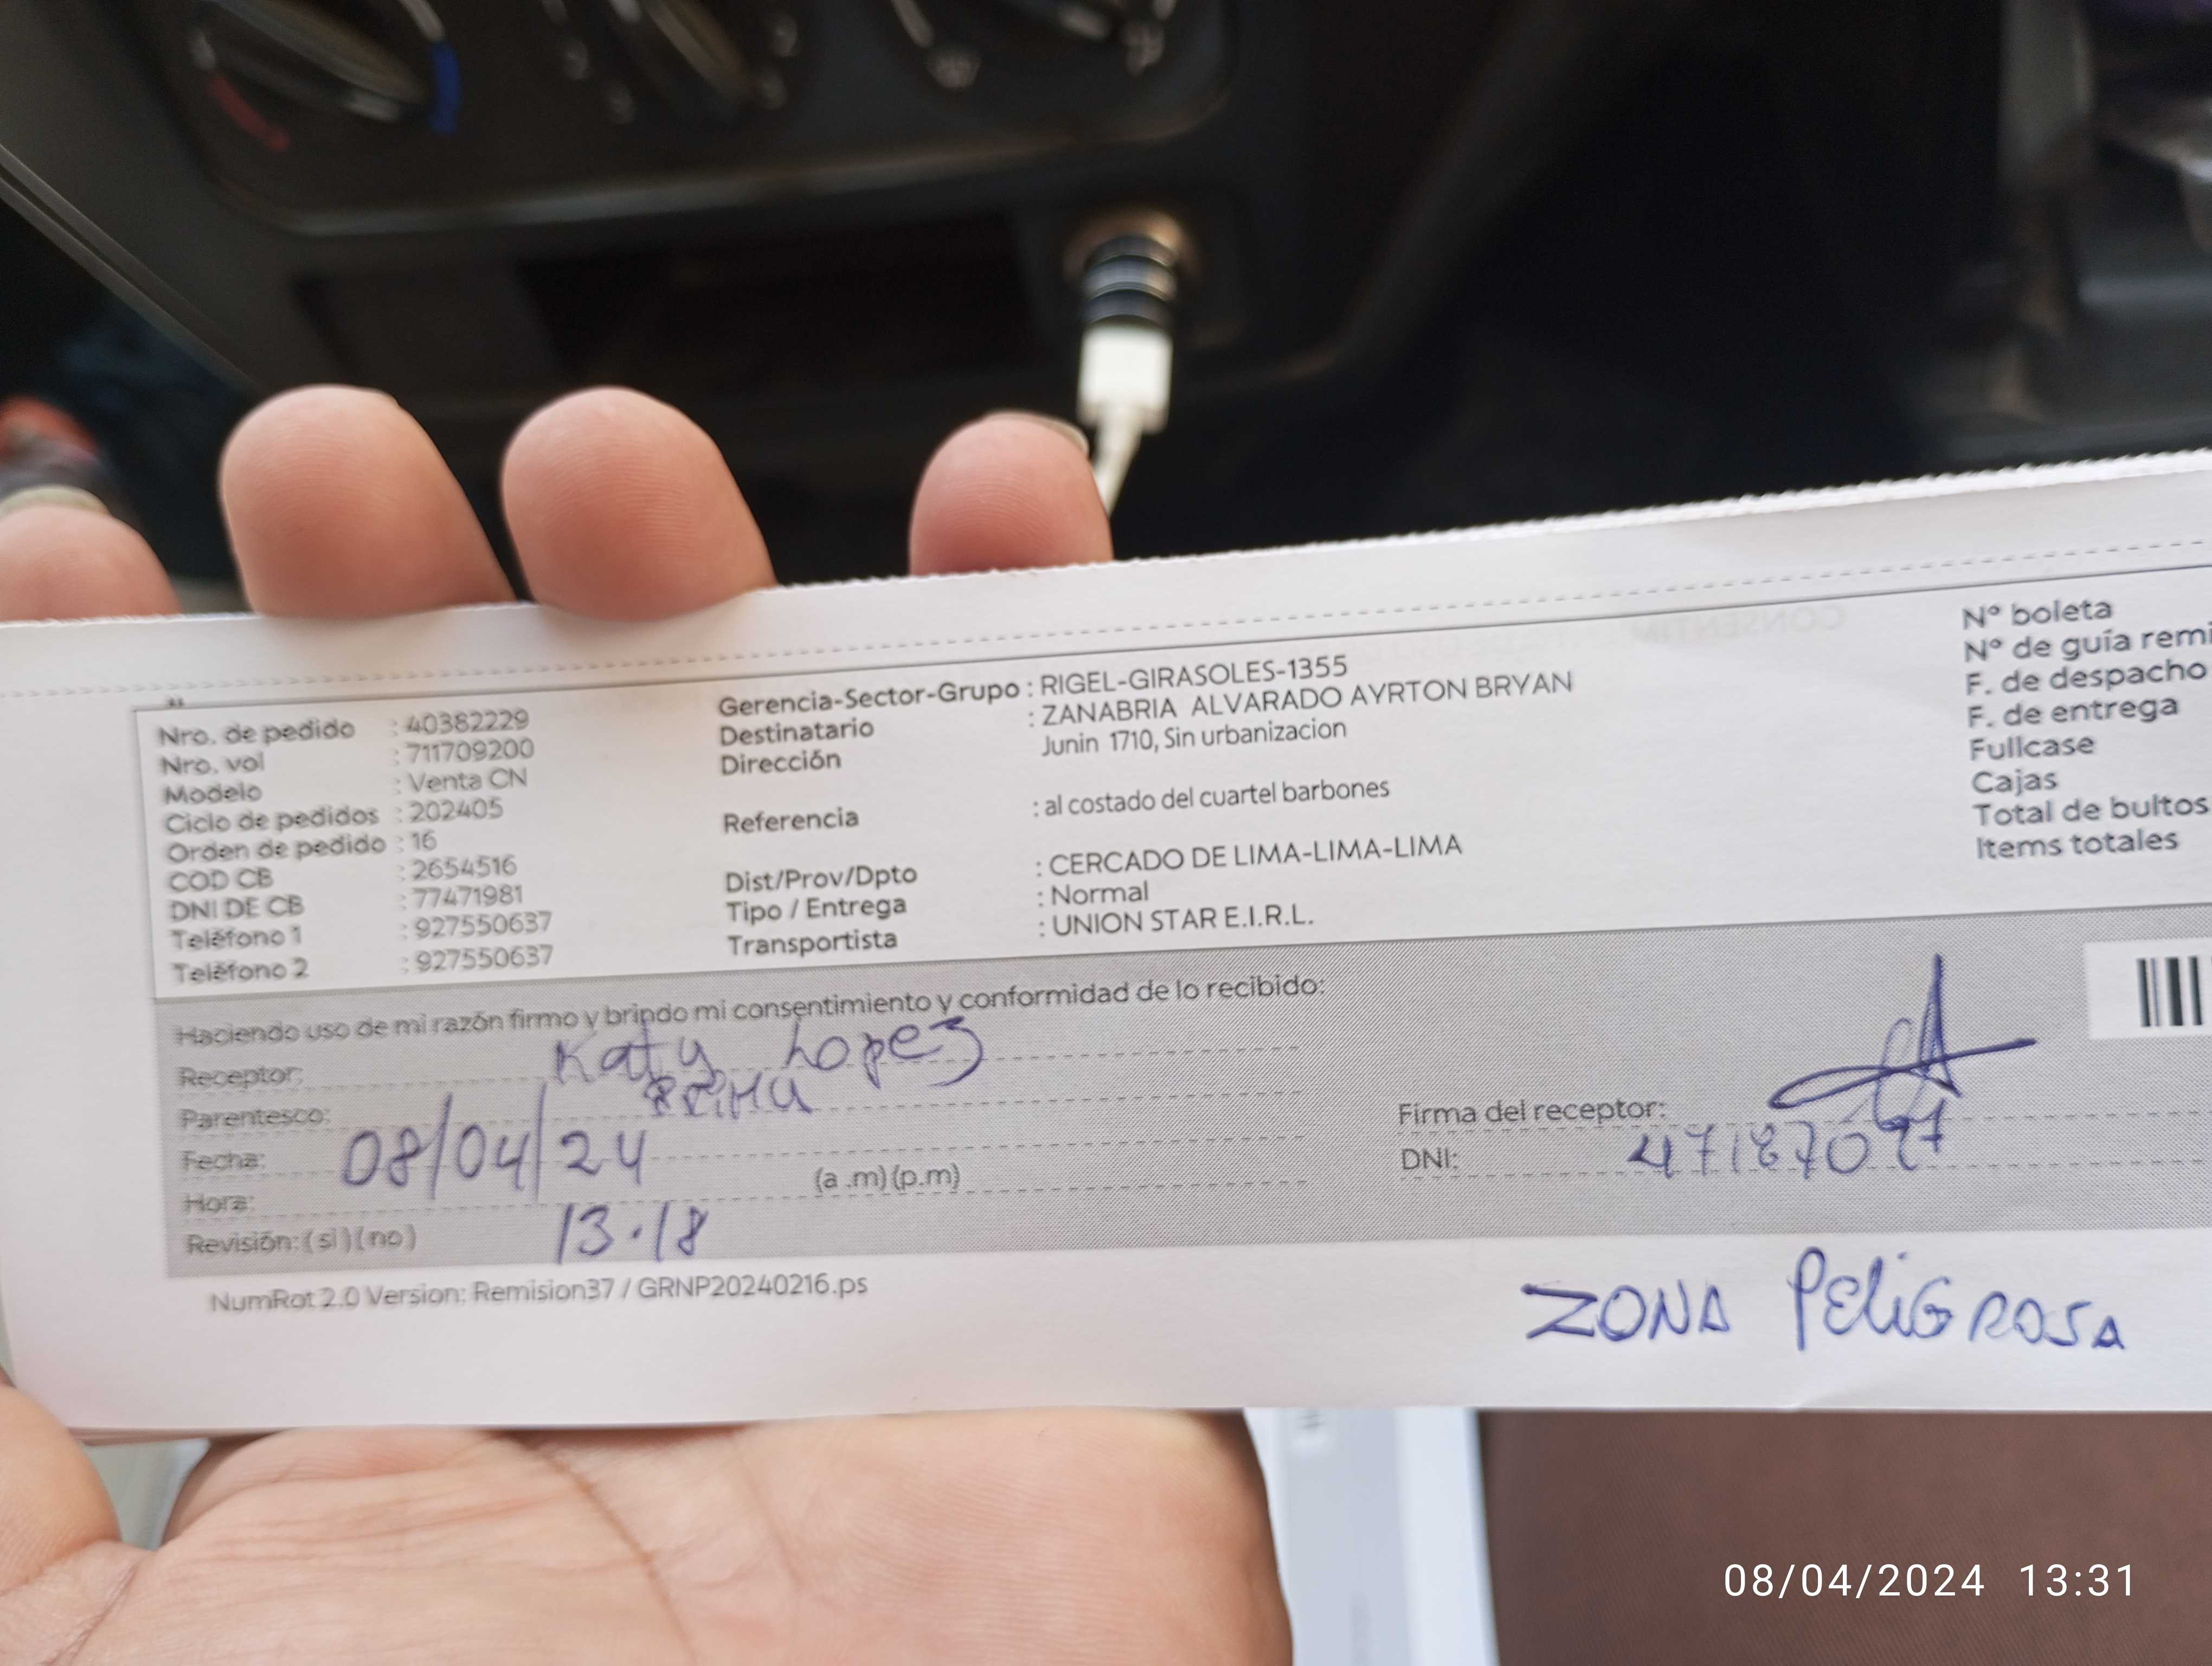 Nro. de pedido : 40382229
Nro. vol : 711709200
Modelo : Venta CN
Ciclo de pedidos : 202405
Orden de pedido : 16
COD CB : 2654516
DNI DE CB : 77471981
Teléfono 1 : 927550637
Teléfono 2 : 927550637
Gerencia-Sector-Grupo : RIGEL-GIRASOLES-1355
Destinatario : ZANABRIA ALVARADO AYRTON BRYAN
Dirección Junin 1710, Sin urbanizacion
Referencia : al costado del cuartel barbones
Dist/Prov/Dpto : CERCADO DE LIMA-LIMA-LIMA
Tipo / Entrega : Normal
Transportista : UNION STAR E.I.R.L.
N° boleta
N° de guía remi
F. de despacho
F. de entrega
Fullcase
Cajas
Total de bultos
Items totales
Haciendo uso de mi razón firmo y brindo mi consentimiento y conformidad de lo recibido:
Receptor: Katy Lopez
Parentesco: PRIMA
Fecha: 08/04/24
Hora: (a .m)(p.m)
13.18
Revisión: (si)(no)
Firma del receptor:
DNI:
NumRot 2.0 Version: Remision37 / GRNP20240216.ps
ZONA PELIGROSA
08/04/2024 13:31